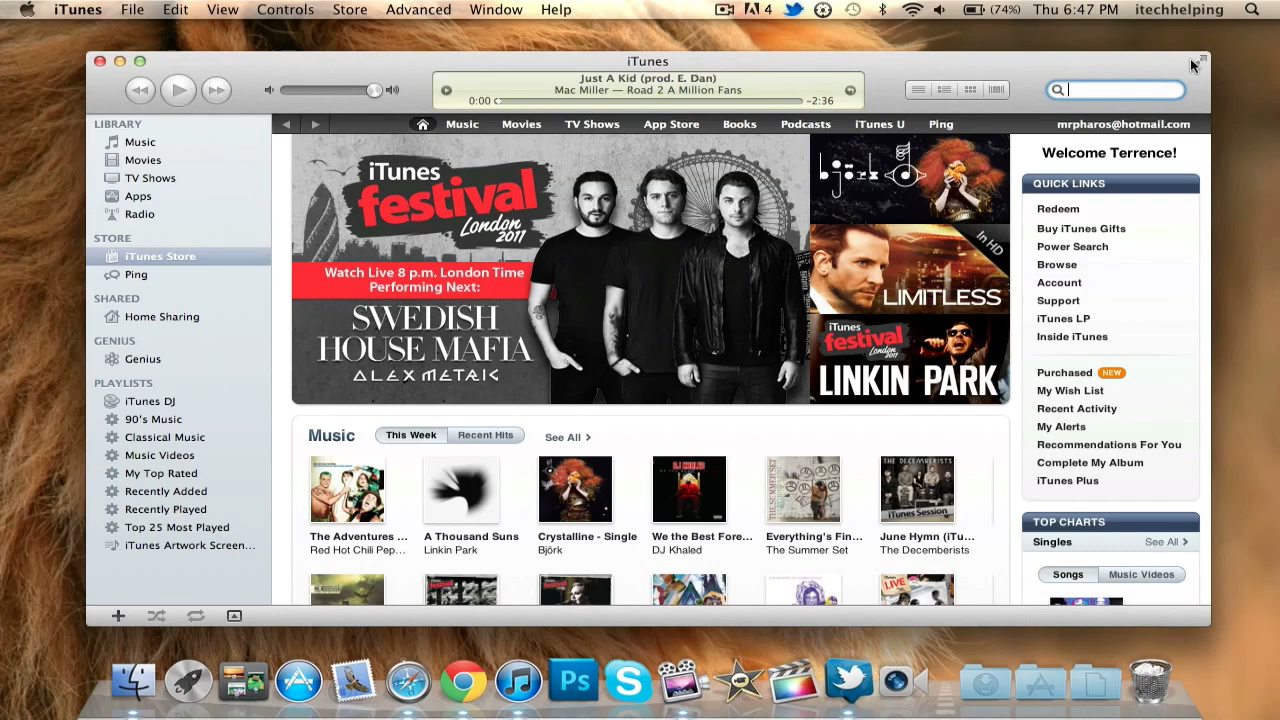 iTunes File Edit View Controls Store Advanced Window Help
4 (74%) Thu 6:47 PM itechhelping
iTunes
Just A Kid (prod. E. Dan)
Mac Miller — Road 2 A Million Fans
0:00 -2:36
LIBRARY
Music
Movies
TV Shows
Apps
Radio
STORE
iTunes Store
Ping
SHARED
Home Sharing
GENIUS
Genius
PLAYLISTS
iTunes DJ
90's Music
Classical Music
Music Videos
My Top Rated
Recently Added
Recently Played
Top 25 Most Played
iTunes Artwork Screen...
Music Movies TV Shows App Store Books Podcasts iTunes U Ping mrpharos@hotmail.com
iTunes
festival
London
2011
Watch Live 8 p.m. London Time
Performing Next:
SWEDISH
HOUSE MAFIA
ALEX METRIC
björk
In HD
LIMITLESS
iTunes
festival
London
2011
LINKIN PARK
Music This Week Recent Hits See All
THE DECEMBERISTS
DJ KHALED
THE SUMMER SET
iTunes Session
The Adventures ...
Red Hot Chili Pep...
A Thousand Suns
Linkin Park
Crystalline - Single
Björk
We the Best Fore...
DJ Khaled
Everything's Fin...
The Summer Set
June Hymn (iTu...
The Decemberists
LIVE
Welcome Terrence!
QUICK LINKS
Redeem
Buy iTunes Gifts
Power Search
Browse
Account
Support
iTunes LP
Inside iTunes
Purchased NEW
My Wish List
Recent Activity
My Alerts
Recommendations For You
Complete My Album
iTunes Plus
TOP CHARTS
Singles See All
Songs Music Videos
Ps